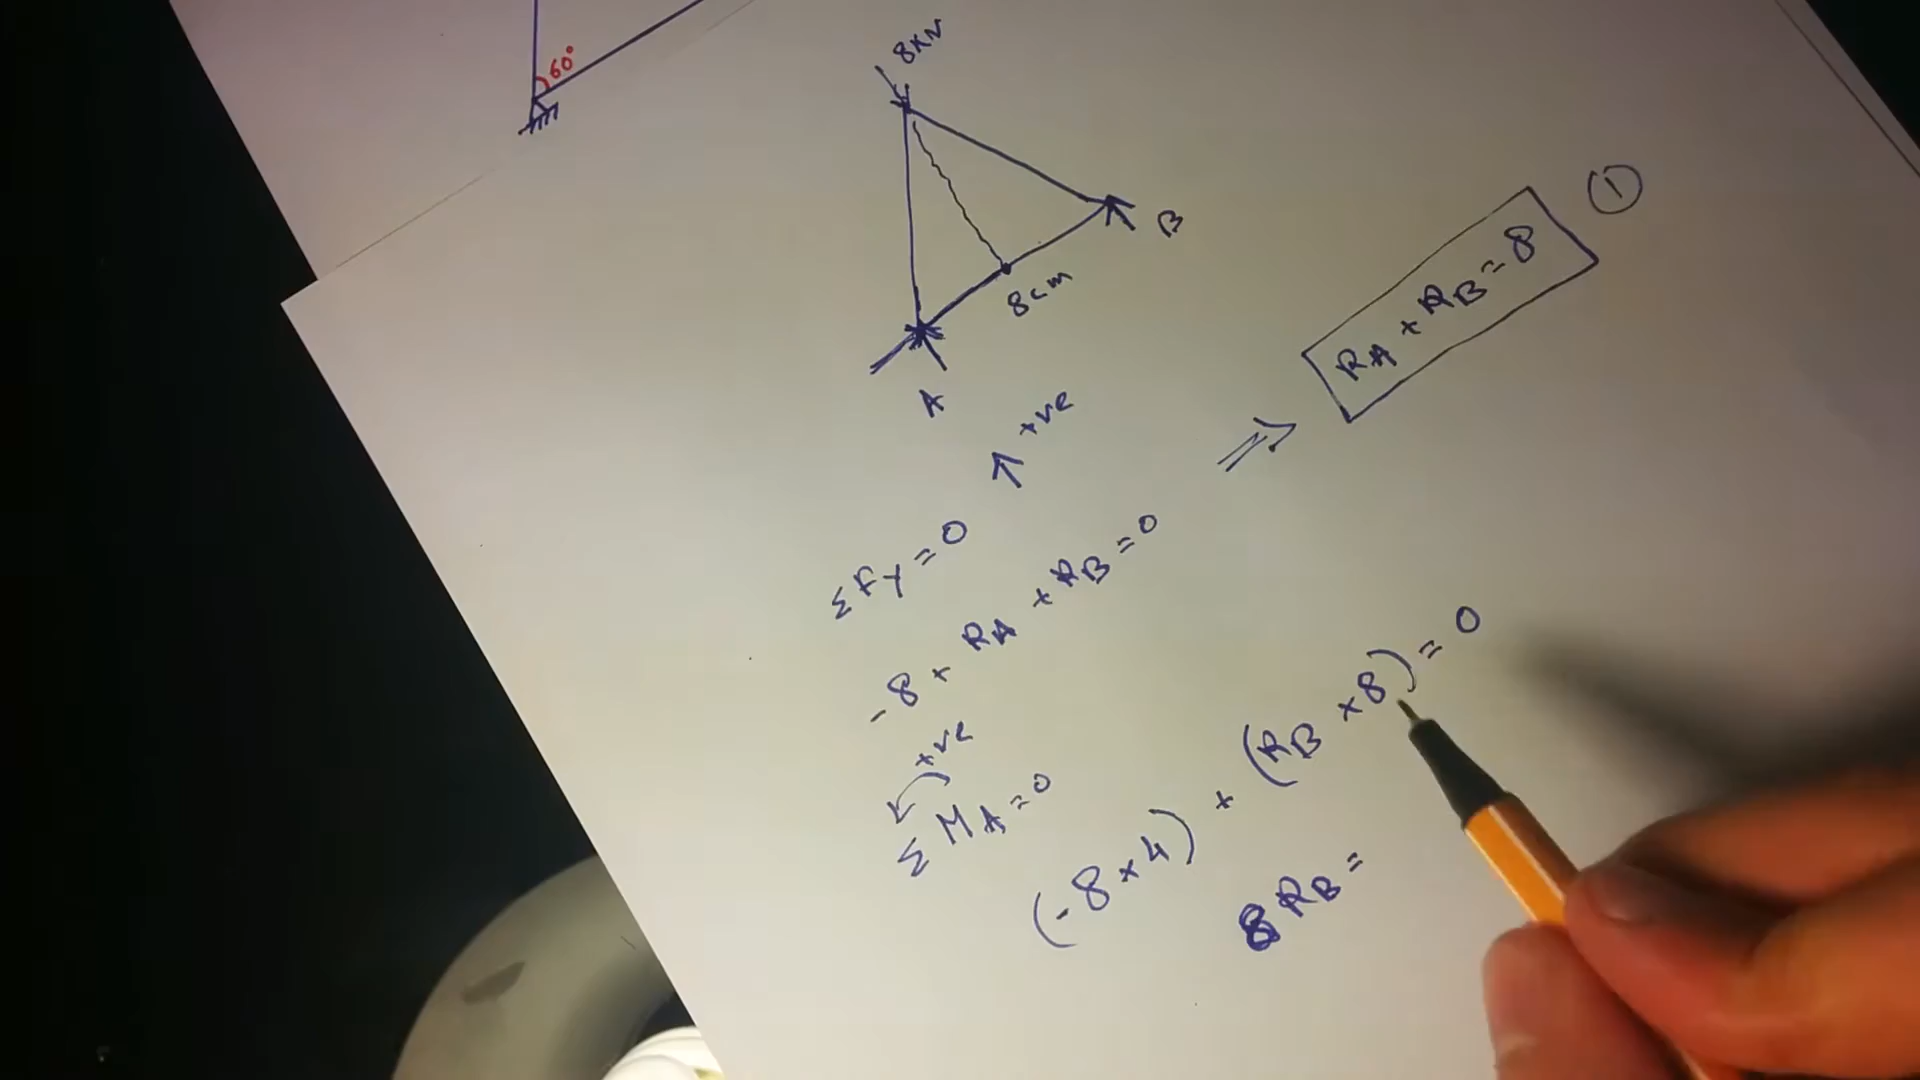 60°
8KN
B
8cm
A
RA + RB = 8
①
↑ +ve
ΣFY = 0
-8 + RA + RB = 0
⇒
+ve
ΣMA = 0
(-8 × 4) + (RB × 8) = 0
8RB =